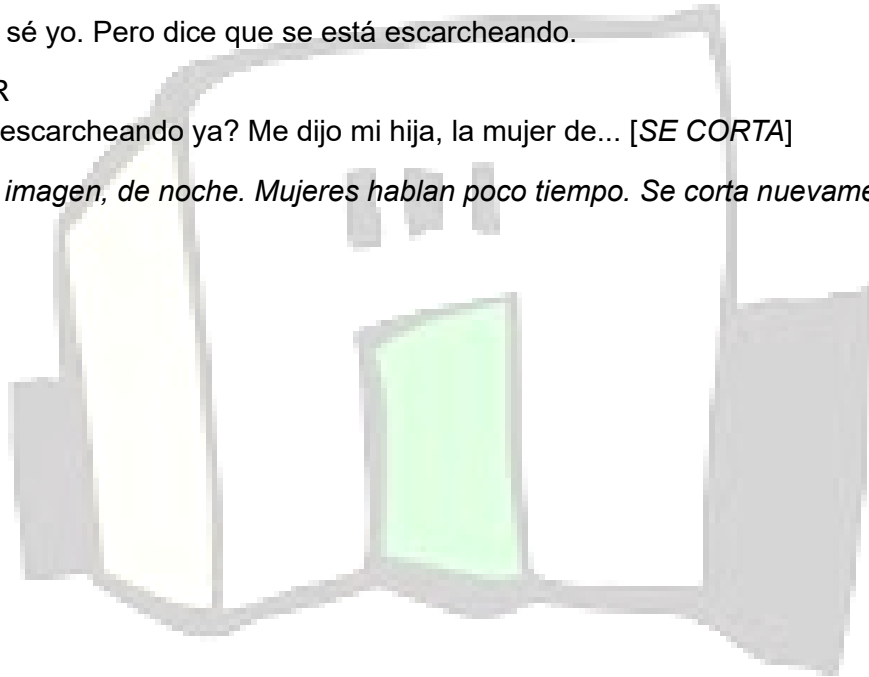 sé yo. Pero dice que se está escarcheando.
R
escarcheando ya? Me dijo mi hija, la mujer de... [SE CORTA]
imagen, de noche. Mujeres hablan poco tiempo. Se corta nuevame